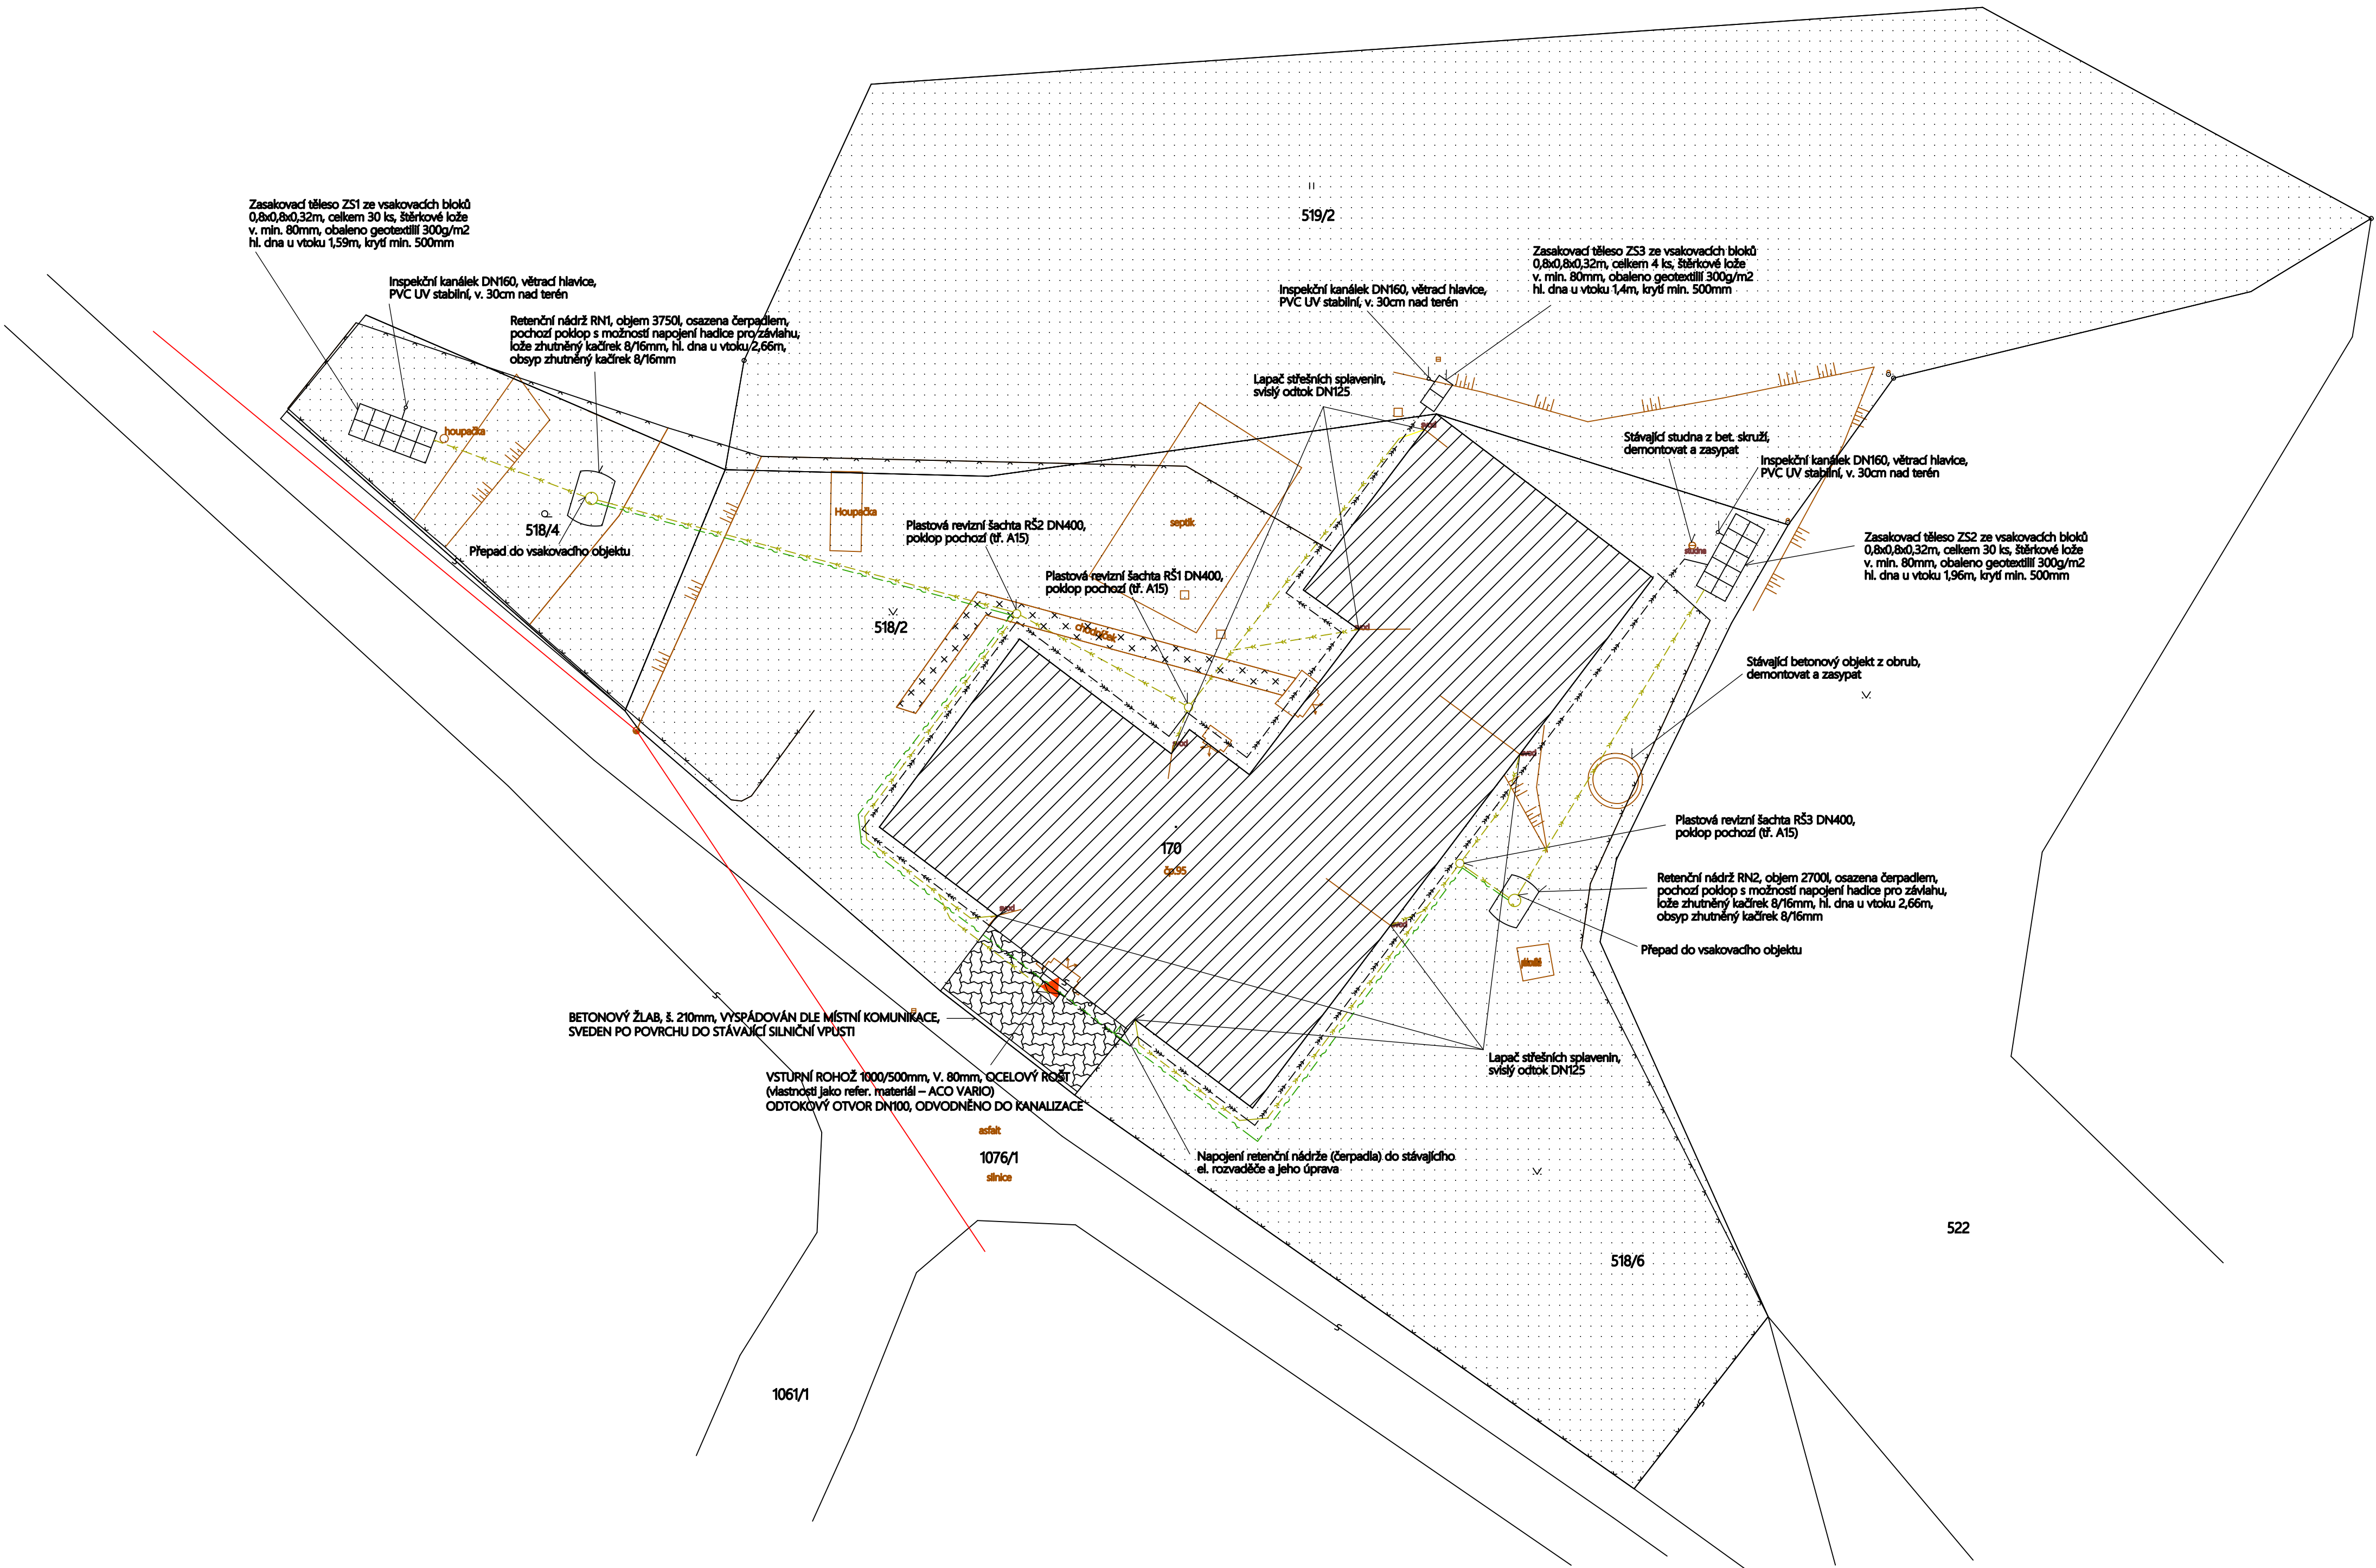 519/2
Zasakovací těleso ZS1 ze vsakovacích bloků
0,8x0,8x0,32m, celkem 30 ks, štěrkové lože
v. min. 80mm, obaleno geotextilií 300g/m2
hl. dna u vtoku 1,59m, krytí min. 500mm
Inspekční kanálek DN160, větrací hlavice,
PVC UV stabilní, v. 30cm nad terén
Retenční nádrž RN1, objem 3750l, osazena čerpadlem,
pochozí poklop s možností napojení hadice pro závlahu,
lože zhutněný kačírek 8/16mm, hl. dna u vtoku 2,66m,
obsyp zhutněný kačírek 8/16mm
Zasakovací těleso ZS3 ze vsakovacích bloků
0,8x0,8x0,32m, celkem 4 ks, štěrkové lože
v. min. 80mm, obaleno geotextilií 300g/m2
hl. dna u vtoku 1,4m, krytí min. 500mm
Inspekční kanálek DN160, větrací hlavice,
PVC UV stabilní, v. 30cm nad terén
Lapač střešních splavenin,
svislý odtok DN125
svod
houpačka
Stávající studna z bet. skruží,
demontovat a zasypat
Inspekční kanálek DN160, větrací hlavice,
PVC UV stabilní, v. 30cm nad terén
518/4
Přepad do vsakovacího objektu
Houpačka
septik
Plastová revizní šachta RŠ2 DN400,
poklop pochozí (tř. A15)
studna
Zasakovací těleso ZS2 ze vsakovacích bloků
0,8x0,8x0,32m, celkem 30 ks, štěrkové lože
v. min. 80mm, obaleno geotextilií 300g/m2
hl. dna u vtoku 1,96m, krytí min. 500mm
Plastová revizní šachta RŠ1 DN400,
poklop pochozí (tř. A15)
518/2
chodníček
svod
Stávající betonový objekt z obrub,
demontovat a zasypat
svod
svod
Plastová revizní šachta RŠ3 DN400,
poklop pochozí (tř. A15)
170
čp.95
Retenční nádrž RN2, objem 2700l, osazena čerpadlem,
pochozí poklop s možností napojení hadice pro závlahu,
lože zhutněný kačírek 8/16mm, hl. dna u vtoku 2,66m,
obsyp zhutněný kačírek 8/16mm
svod
svod
Přepad do vsakovacího objektu
BETONOVÝ ŽLAB, š. 210mm, VYSPÁDOVÁN DLE MÍSTNÍ KOMUNIKACE,
SVEDEN PO POVRCHU DO STÁVAJÍCÍ SILNIČNÍ VPUSTI
Lapač střešních splavenin,
svislý odtok DN125
VSTUPNÍ ROHOŽ 1000/500mm, V. 80mm, OCELOVÝ ROŠT
(vlastnosti jako refer. materiál – ACO VARIO)
ODTOKOVÝ OTVOR DN100, ODVODNĚNO DO KANALIZACE
asfalt
1076/1
silnice
Napojení retenční nádrže (čerpadla) do stávajícího
el. rozvaděče a jeho úprava
522
518/6
1061/1